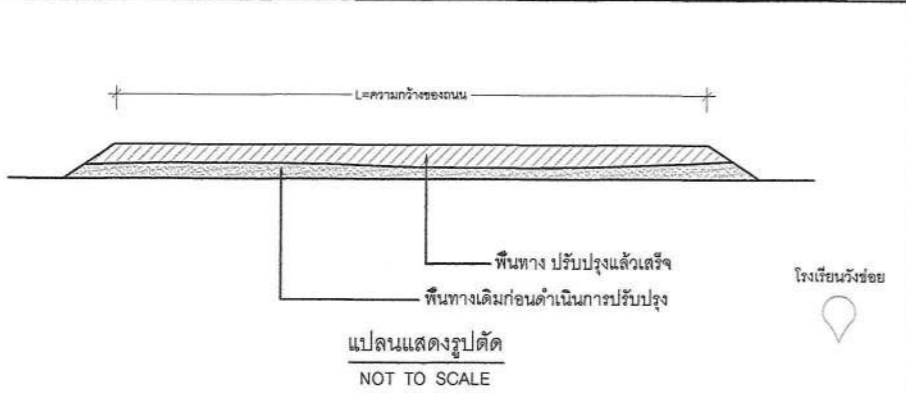 L=ความกว้างของถนน
พื้นทาง ปรับปรุงแล้วเสร็จ
พื้นทางเดิมก่อนดำเนินการปรับปรุง
โรงเรียนวังช่อย
แปลนแสดงรูปตัด
NOT TO SCALE